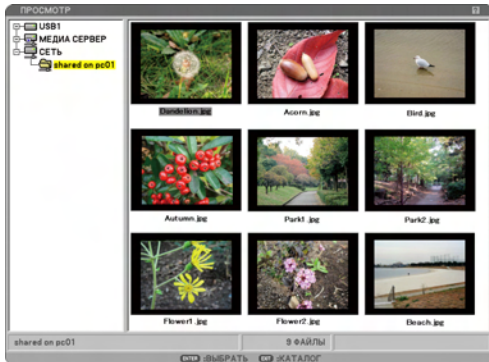 ПРОСМОТР
USB1
МЕДИА СЕРВЕР
СЕТЬ
shared on pc01
Dandelion.jpg
Acorn.jpg
Bird.jpg
Autumn.jpg
Park1.jpg
Park2.jpg
Flower1.jpg
Flower2.jpg
Beach.jpg
shared on pc01
9 ФАЙЛЫ
ENTER :ВЫБРАТЬ EXIT :КАТАЛОГ